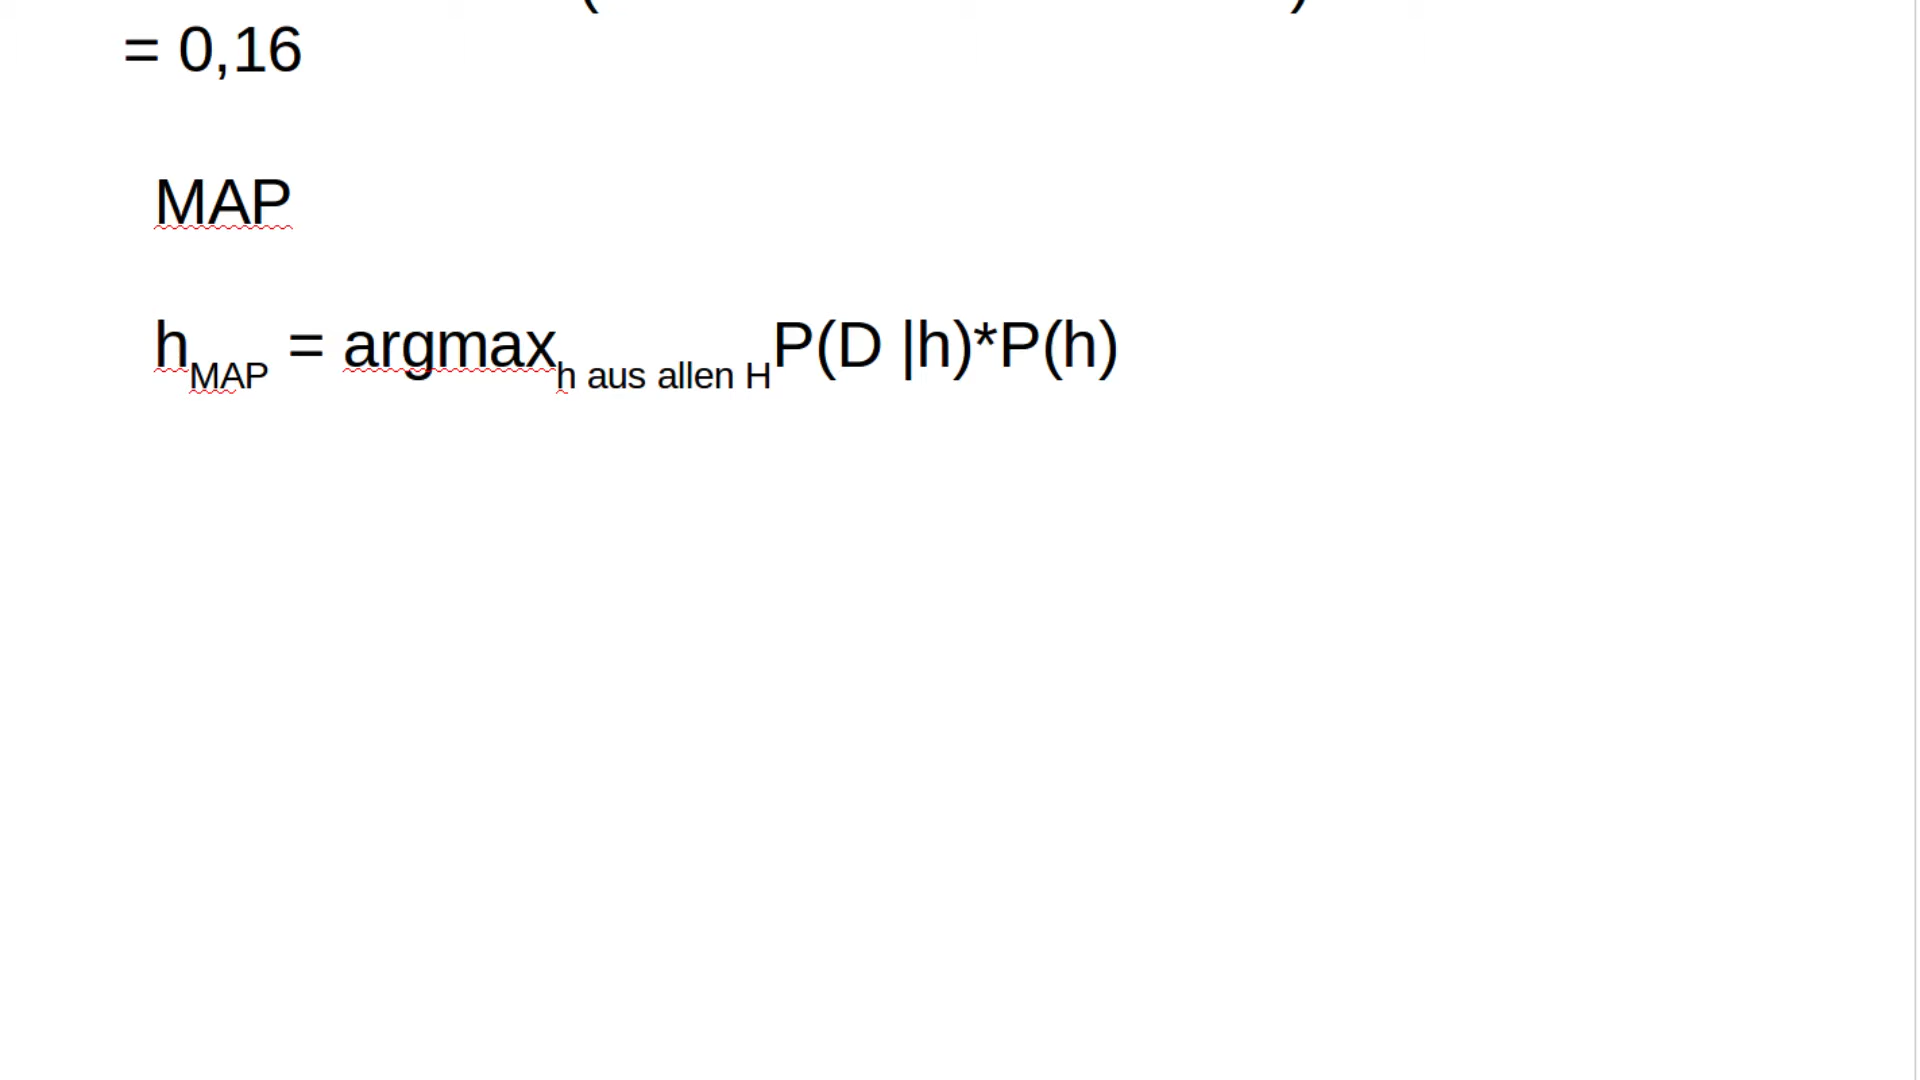 = 0,16
MAP
hMAP = argmaxh aus allen HP(D |h)*P(h)